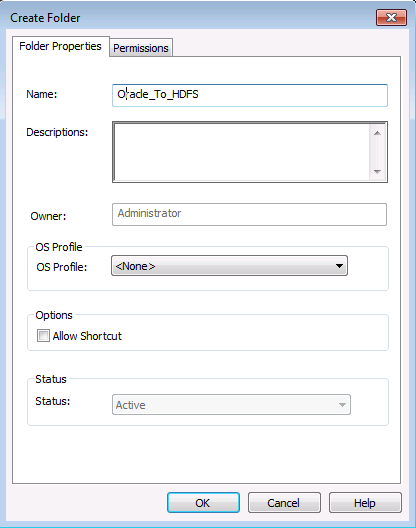 Create Folder
Folder Properties
Permissions
Name:
Oracle_To_HDFS
Descriptions:
Owner:
Administrator
OS Profile
OS Profile:
<None>
Options
Allow Shortcut
Status
Status:
Active
OK
Cancel
Help